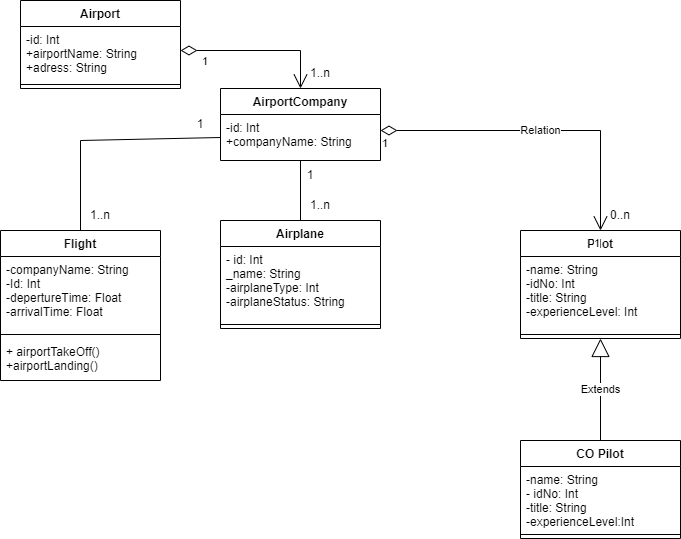 Airport
-id: Int
+airportName: String
+adress: String
1
1..n
AirportCompany
-id: Int
+companyName: String
1
Relation
1
1
1..n
1..n
0..n
Flight
-companyName: String
-Id: Int
-depertureTime: Float
-arrivalTime: Float
+ airportTakeOff()
+airportLanding()
Airplane
- id: Int
_name: String
-airplaneType: Int
-airplaneStatus: String
P1lot
-name: String
-idNo: Int
-title: String
-experienceLevel: Int
Extends
CO Pilot
-name: String
- idNo: Int
-title: String
-experienceLevel:Int